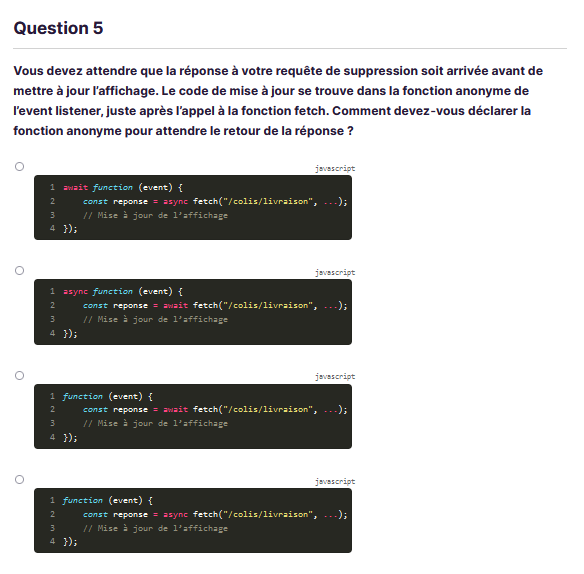 Question 5
Vous devez attendre que la réponse à votre requête de suppression soit arrivée avant de
mettre à jour l’affichage. Le code de mise à jour se trouve dans la fonction anonyme de
l’event listener, juste après l’appel à la fonction fetch. Comment devez-vous déclarer la
fonction anonyme pour attendre le retour de la réponse ?
javascript
1 await function (event) {
2     const reponse = async fetch("/colis/livraison", ...);
3     // Mise à jour de l’affichage
4 });
javascript
1 async function (event) {
2     const reponse = await fetch("/colis/livraison", ...);
3     // Mise à jour de l’affichage
4 });
javascript
1 function (event) {
2     const reponse = await fetch("/colis/livraison", ...);
3     // Mise à jour de l’affichage
4 });
javascript
1 function (event) {
2     const reponse = async fetch("/colis/livraison", ...);
3     // Mise à jour de l’affichage
4 });